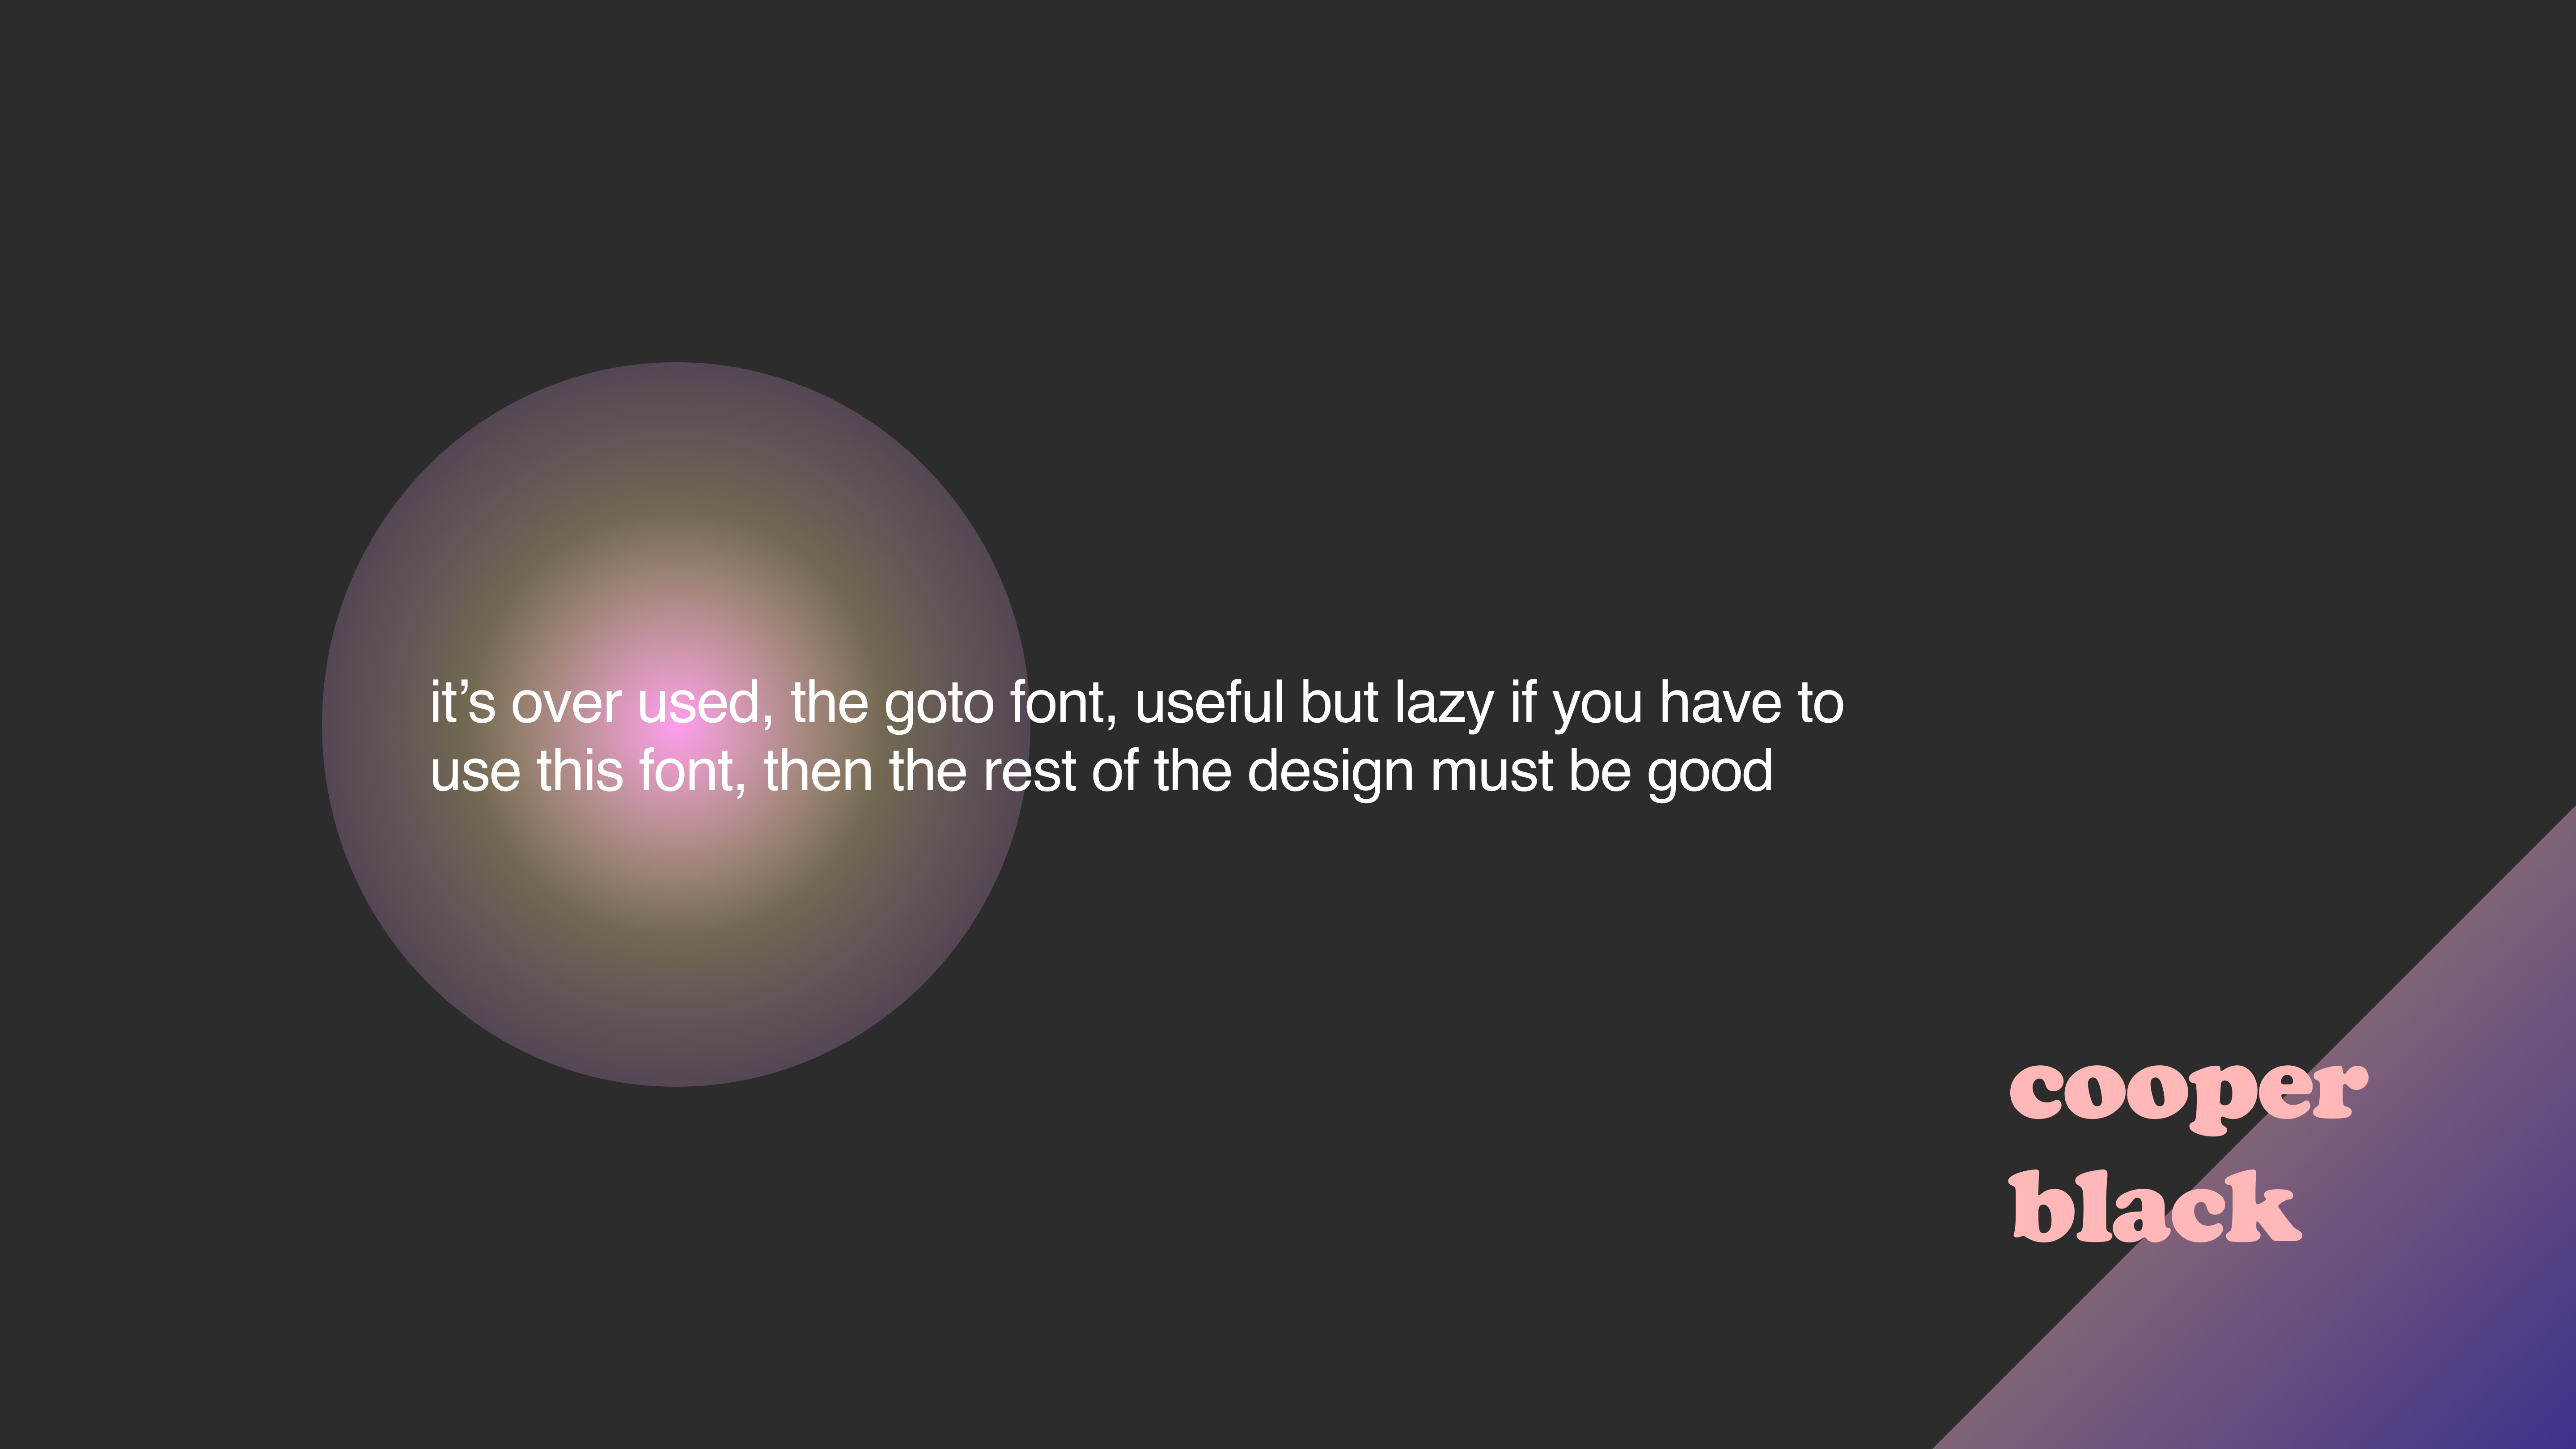 it’s over used, the goto font, useful but lazy if you have to
use this font, then the rest of the design must be good
cooper
black